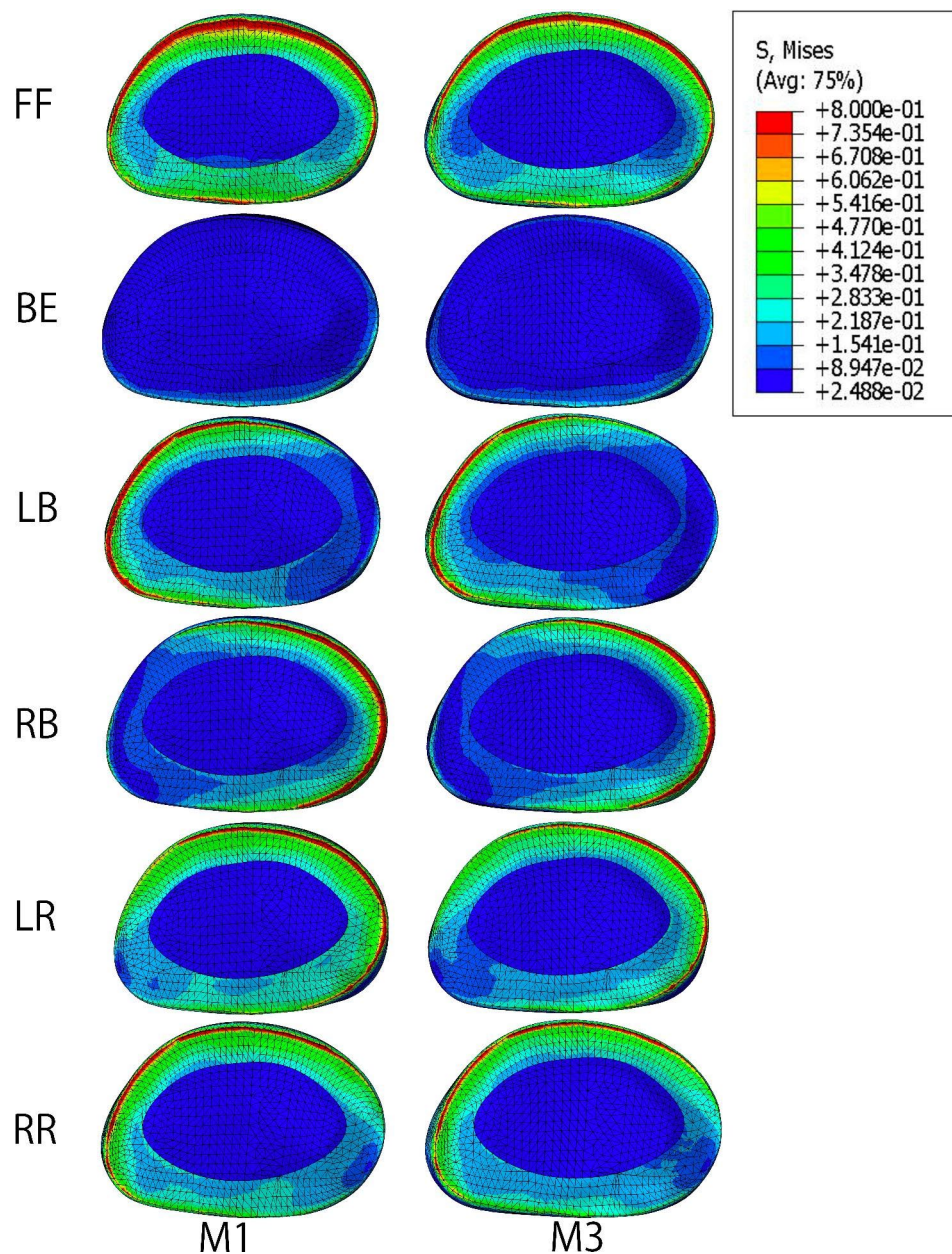 S, Mises
(Avg: 75%)
+8.000e-01
+7.354e-01
+6.708e-01
+6.062e-01
+5.416e-01
+4.770e-01
+4.124e-01
+3.478e-01
+2.833e-01
+2.187e-01
+1.541e-01
+8.947e-02
+2.488e-02
FF
BE
LB
RB
LR
RR
M1 M3